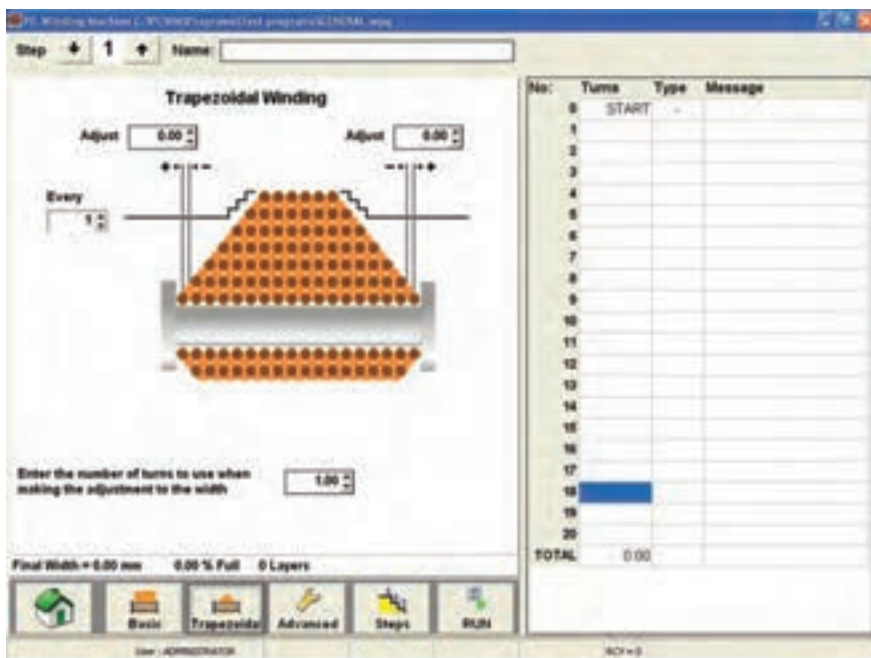 PC Winding Machine
Step 1 Name:
Trapezoidal Winding
Adjust 0.00 Adjust 0.00
Every
1
Enter the number of turns to use when
making the adjustment to the width
1.00
Final Width = 0.00 mm 0.00 % Full 0 Layers
Basic Trapezoidal Advanced Steps RUN
User : ADMINISTRATOR
No: Turns Type Message
0 START -
1
2
3
4
5
6
7
8
9
10
11
12
13
14
15
16
17
18
19
20
TOTAL 0.00